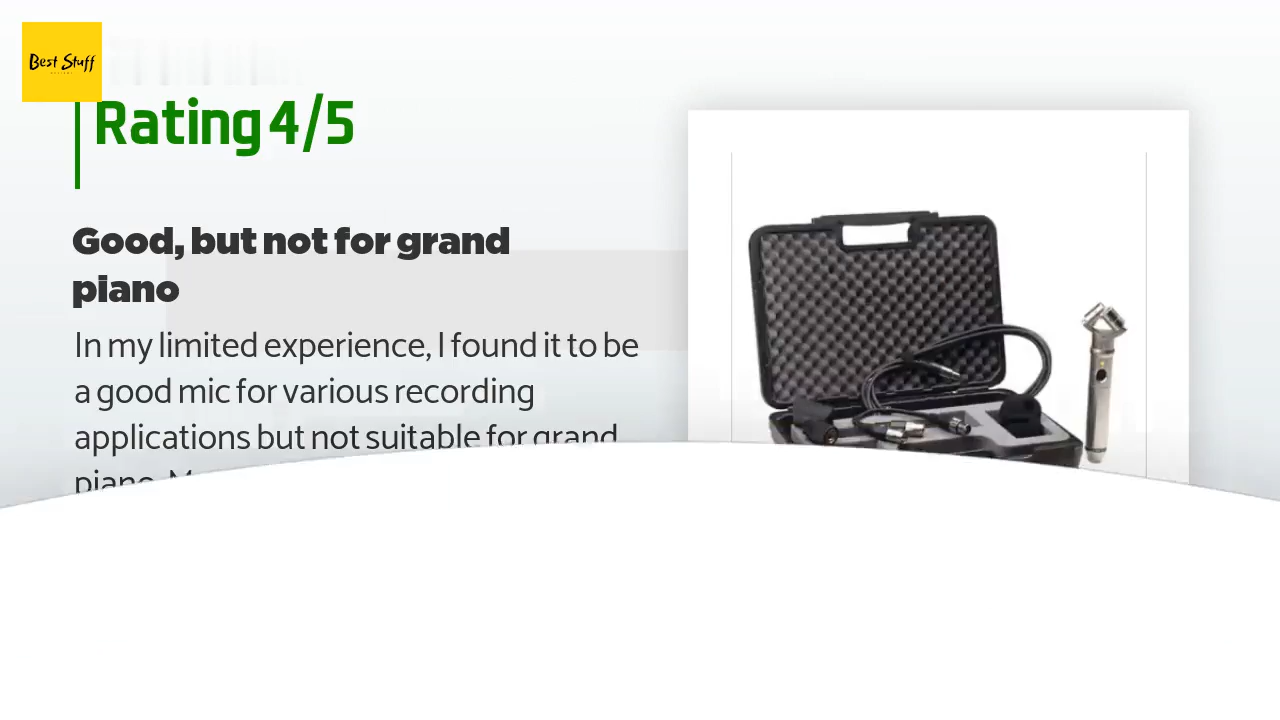 Best Stuff
Rating 4/5
Good, but not for grand
piano
In my limited experience, I found it to be
a good mic for various recording
applications but not suitable for grand
piano.